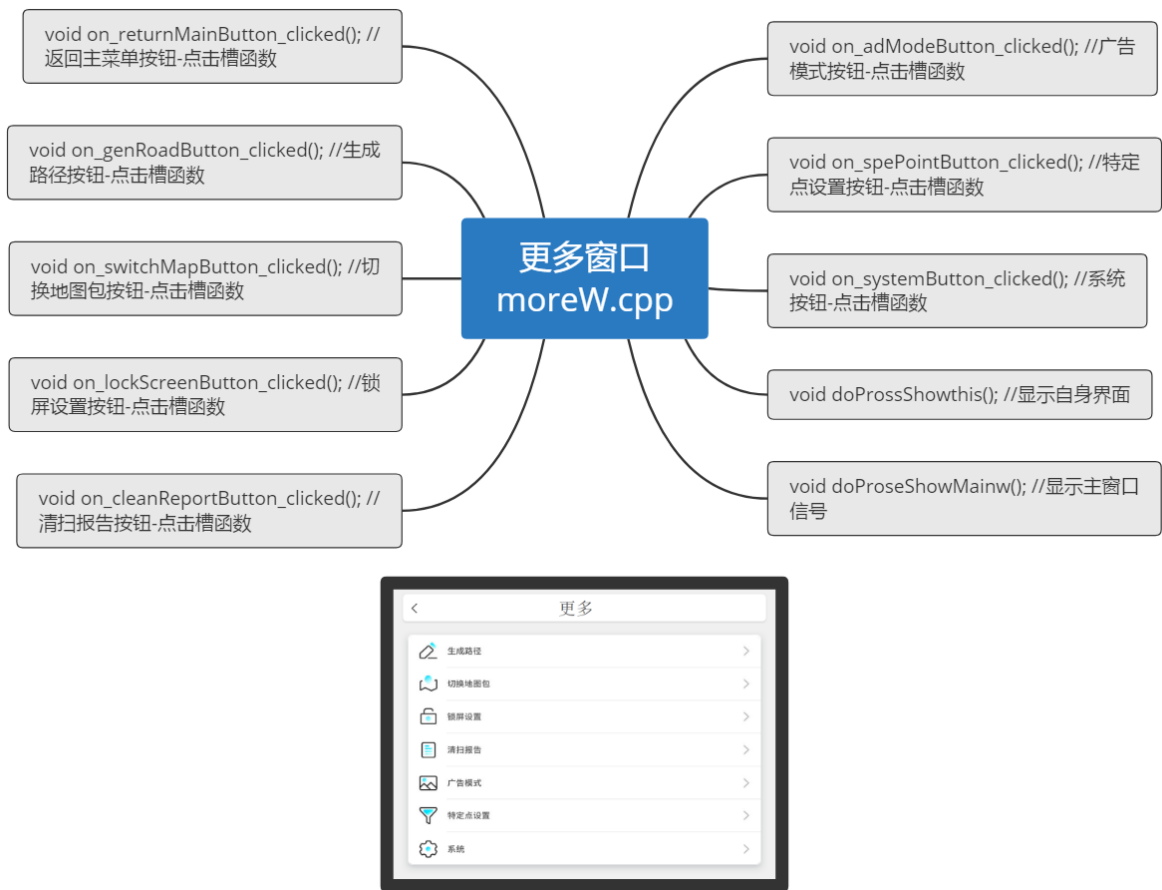 void on_returnMainButton_clicked(); //
返回主菜单按钮-点击槽函数
void on_genRoadButton_clicked(); //生成
路径按钮-点击槽函数
void on_switchMapButton_clicked(); //切
换地图包按钮-点击槽函数
void on_lockScreenButton_clicked(); //锁
屏设置按钮-点击槽函数
void on_cleanReportButton_clicked(); //
清扫报告按钮-点击槽函数
更多窗口
moreW.cpp
void on_adModeButton_clicked(); //广告
模式按钮-点击槽函数
void on_spePointButton_clicked(); //特定
点设置按钮-点击槽函数
void on_systemButton_clicked(); //系统
按钮-点击槽函数
void doProssShowthis(); //显示自身界面
void doProseShowMainw(); //显示主窗口
信号
更多
生成路径
切换地图包
锁屏设置
清扫报告
广告模式
特定点设置
系统